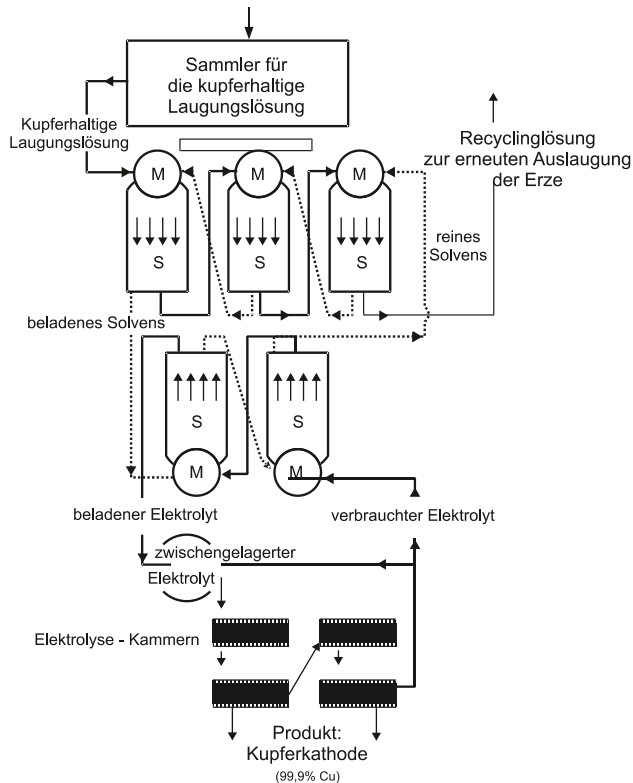 Sammler für
die kupferhaltige
Laugungslösung
Kupferhaltige
Laugungslösung
Recyclinglösung
zur erneuten Auslaugung
der Erze
M
M
M
S
S
S
reines
Solvens
beladenes Solvens
S
S
M
M
beladener Elektrolyt
verbrauchter Elektrolyt
zwischengelagerter
Elektrolyt
Elektrolyse - Kammern
Produkt:
Kupferkathode
(99,9% Cu)